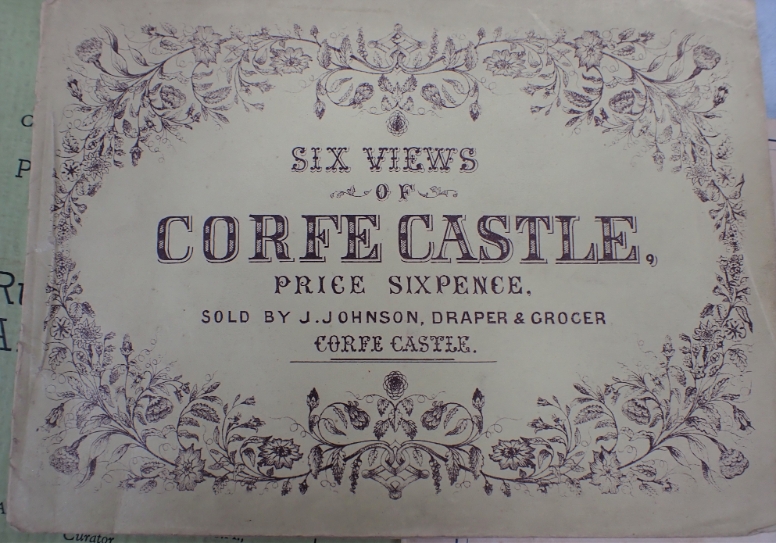 SIX VIEWS
OF
CORFE CASTLE,
PRICE SIXPENCE.
SOLD BY J. JOHNSON, DRAPER & GROCER
CORFE CASTLE.
Curator